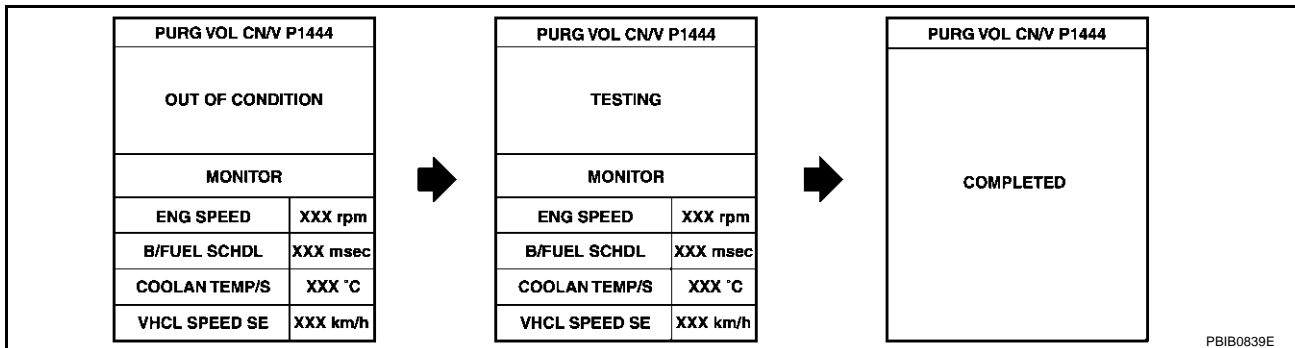 PURG VOL CN/V P1444
OUT OF CONDITION
MONITOR
ENG SPEED XXX rpm
B/FUEL SCHDL XXX msec
COOLAN TEMP/S XXX °C
VHCL SPEED SE XXX km/h
PURG VOL CN/V P1444
TESTING
MONITOR
ENG SPEED XXX rpm
B/FUEL SCHDL XXX msec
COOLAN TEMP/S XXX °C
VHCL SPEED SE XXX km/h
PURG VOL CN/V P1444
COMPLETED
PBIB0839E